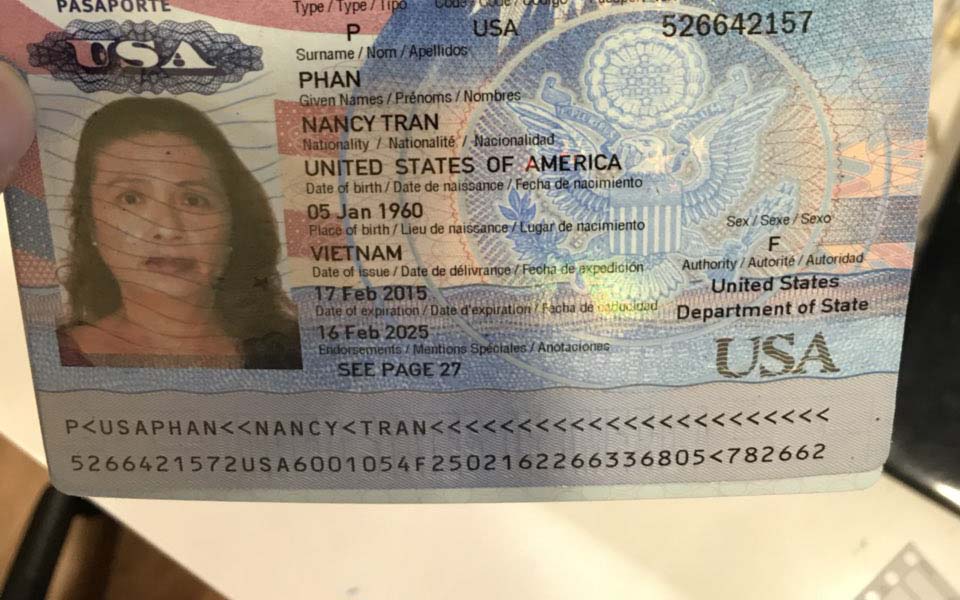 PASAPORTE
USA
Type / Type / Tipo Code / Code / Código
P USA 526642157
Surname / Nom / Apellidos
PHAN
Given Names / Prénoms / Nombres
NANCY TRAN
Nationality / Nationalité / Nacionalidad
UNITED STATES OF AMERICA
Date of birth / Date de naissance / Fecha de nacimiento
05 Jan 1960
Place of birth / Lieu de naissance / Lugar de nacimiento
VIETNAM
Sex / Sexe / Sexo
F
Date of issue / Date de délivrance / Fecha de expedición
17 Feb 2015
Authority / Autorité / Autoridad
United States
Department of State
Date of expiration / Date d'expiration / Fecha de caducidad
16 Feb 2025
Endorsements / Mentions Spéciales / Anotaciones
SEE PAGE 27
USA
P<USAPHAN<<NANCY<TRAN<<<<<<<<<<<<<<<<<<<<<<<
5266421572USA6001054F2502162266336805<782662